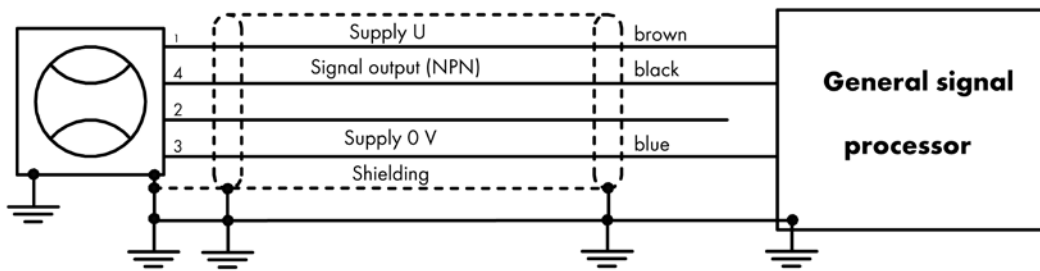 1
Supply U
brown
4
Signal output (NPN)
black
2
3
Supply 0 V
blue
Shielding
General signal
processor